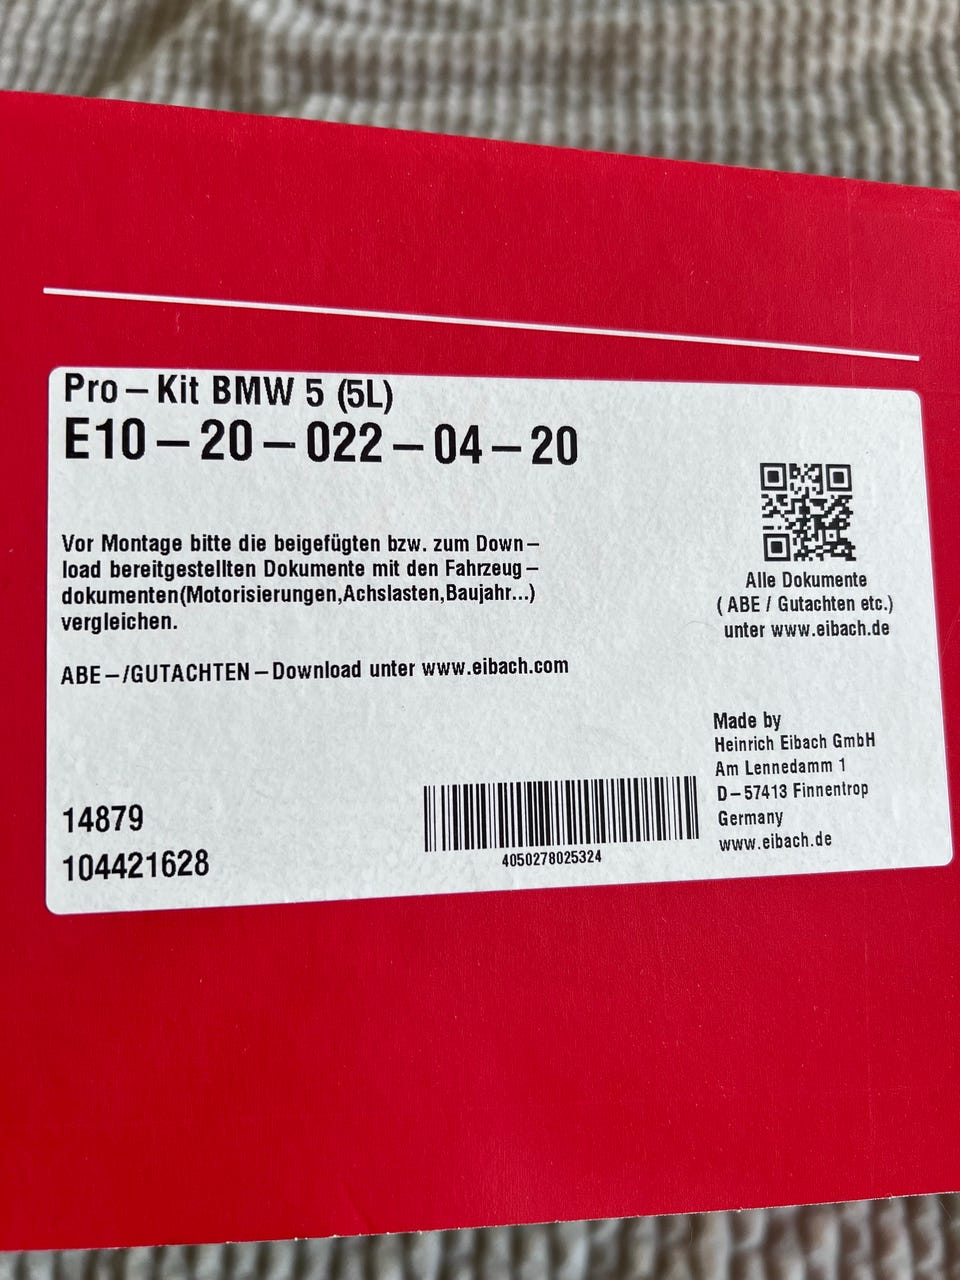 Pro – Kit BMW 5 (5L)
E10 – 20 – 022 – 04 – 20
Vor Montage bitte die beigefügten bzw. zum Down –
load bereitgestellten Dokumente mit den Fahrzeug –
dokumenten(Motorisierungen,Achslasten,Baujahr...)
vergleichen.
ABE – /GUTACHTEN – Download unter www.eibach.com
Alle Dokumente
( ABE / Gutachten etc.)
unter www.eibach.de
Made by
Heinrich Eibach GmbH
Am Lennedamm 1
D – 57413 Finnentrop
Germany
www.eibach.de
14879
104421628
4050278025324